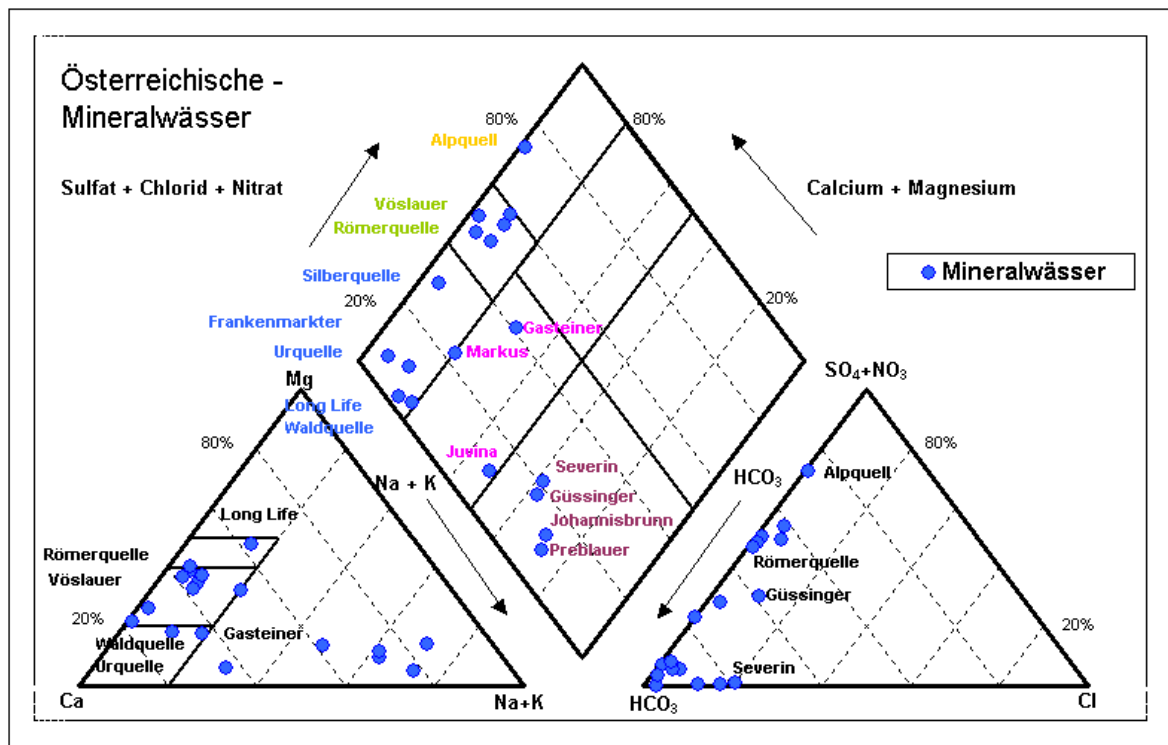 Österreichische -
Mineralwässer
Sulfat + Chlorid + Nitrat
Calcium + Magnesium
80%
80%
Alpquell
Vöslauer
Römerquelle
Silberquelle
20%
20%
Frankenmarkter
Urquelle
Gasteiner
Markus
Mineralwässer
Long Life
Waldquelle
Juvina
Severin
Güssinger
Johannisbrunn
Preblauer
Na + K
HCO3
Mg
80%
Long Life
Römerquelle
Vöslauer
20%
Waldquelle
Urquelle
Gasteiner
Ca
Na+K
SO4+NO3
80%
Alpquell
Römerquelle
Güssinger
20%
Severin
HCO3
Cl